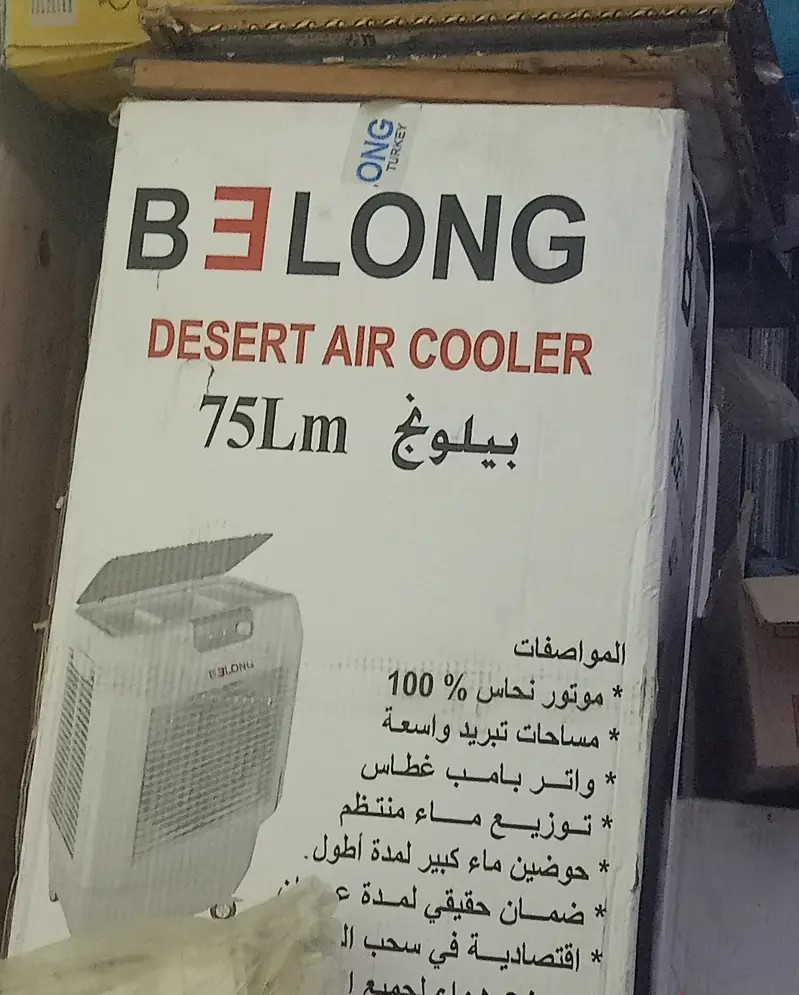 ONG
TURKEY
BELONG
DESERT AIR COOLER
75Lm بيلونج
BELONG
المواصفات
* موتور نحاس % 100
* مساحات تبريد واسعة
* واتر بامب غطاس
* توزيع ماء منتظم
* حوضين ماء كبير لمدة أطول.
* ضمان حقيقي لمدة
* اقتصادية في سحب
لجميع